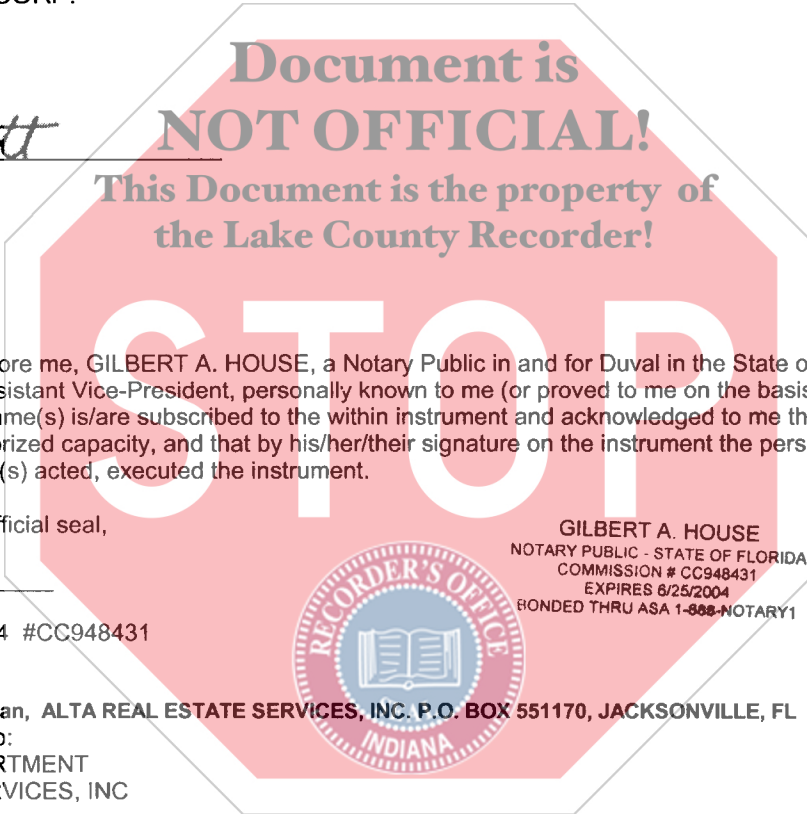 Document is
NOT OFFICIAL!
tt
This Document is the property of
the Lake County Recorder!
STOP
ore me, GILBERT A. HOUSE, a Notary Public in and for Duval in the State o
sistant Vice-President, personally known to me (or proved to me on the basis
me(s) is/are subscribed to the within instrument and acknowledged to me th
rized capacity, and that by his/her/their signature on the instrument the pers
(s) acted, executed the instrument.
ficial seal,
GILBERT A. HOUSE
NOTARY PUBLIC - STATE OF FLORIDA
COMMISSION # CC948431
EXPIRES 6/25/2004
BONDED THRU ASA 1-888-NOTARY1
4 #CC948431
RECORDER'S OFFICE
SEAL
INDIANA
an, ALTA REAL ESTATE SERVICES, INC. P.O. BOX 551170, JACKSONVILLE, FL
RTMENT
VICES, INC